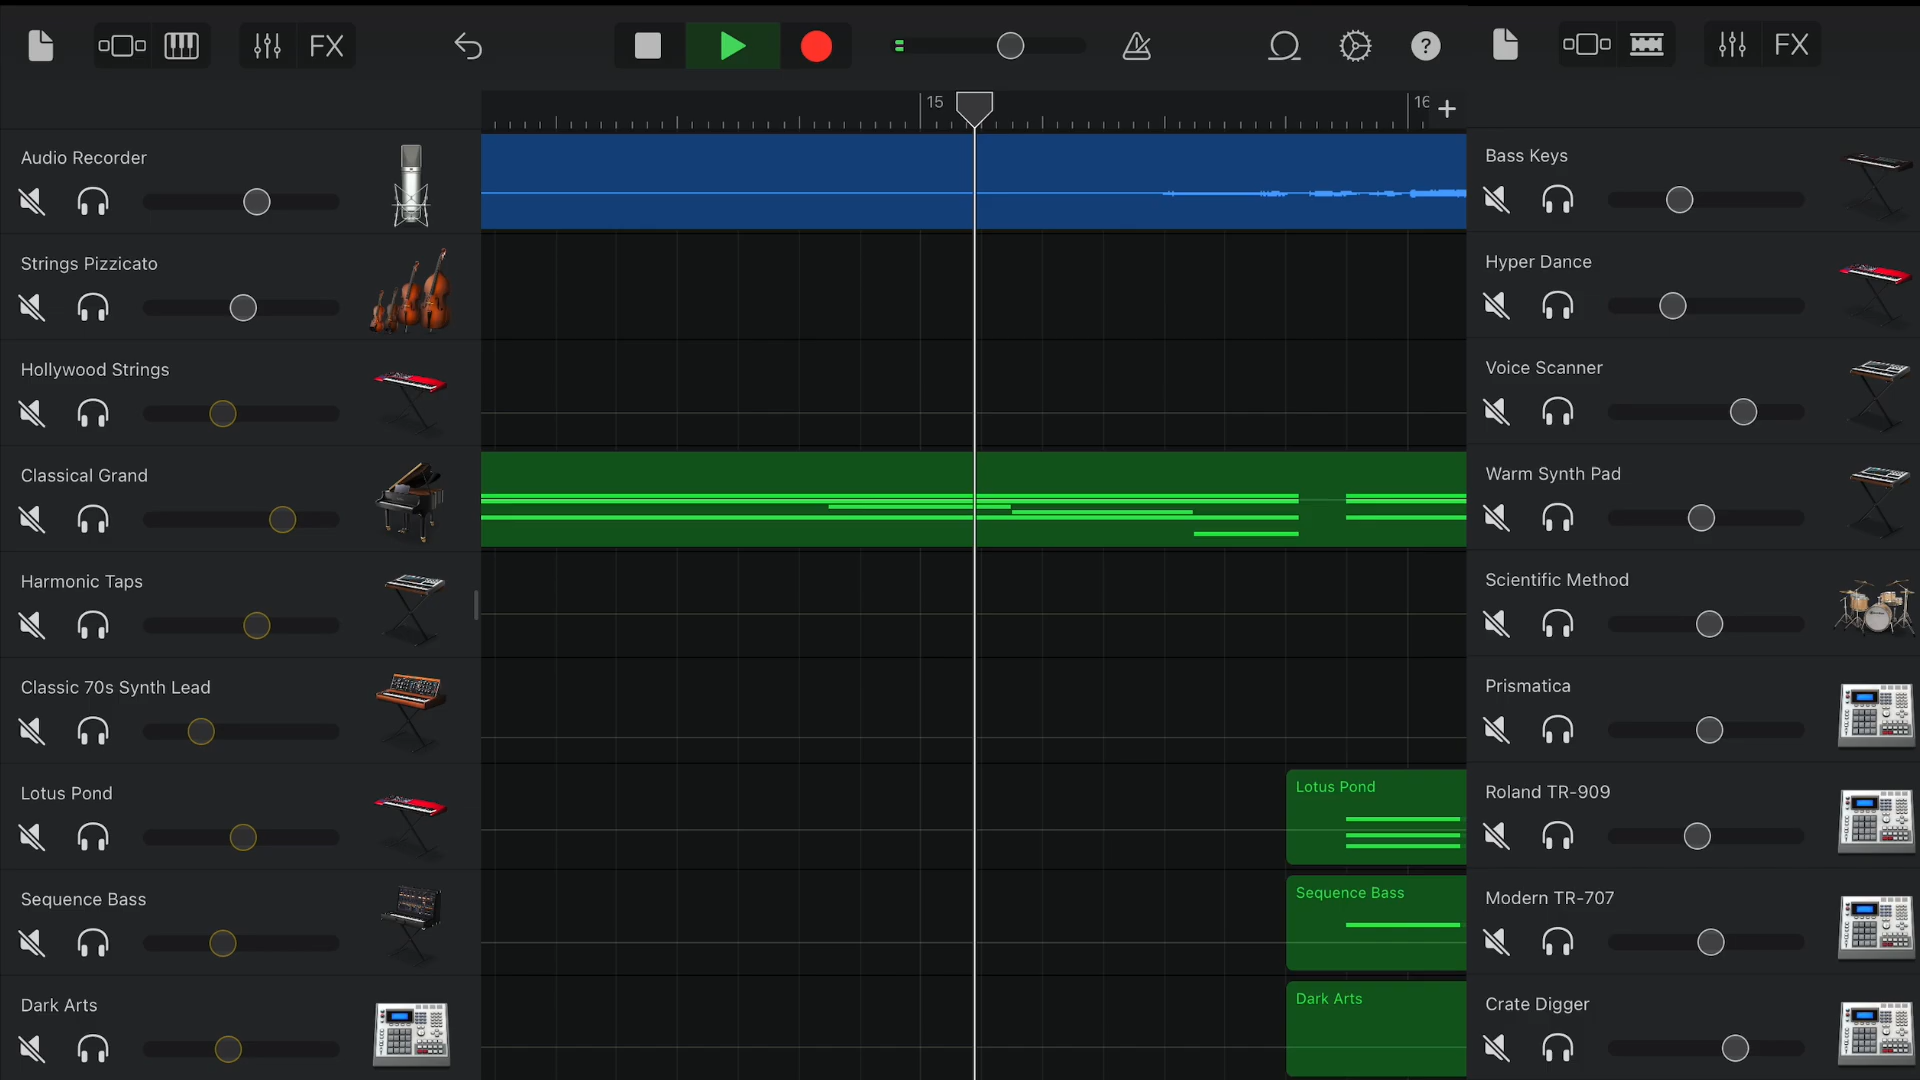 FX
?
FX
15
16
+
Audio Recorder
Strings Pizzicato
Hollywood Strings
Classical Grand
Harmonic Taps
Classic 70s Synth Lead
Lotus Pond
Sequence Bass
Dark Arts
Lotus Pond
Sequence Bass
Dark Arts
Bass Keys
Hyper Dance
Voice Scanner
Warm Synth Pad
Scientific Method
Prismatica
Roland TR-909
Modern TR-707
Crate Digger